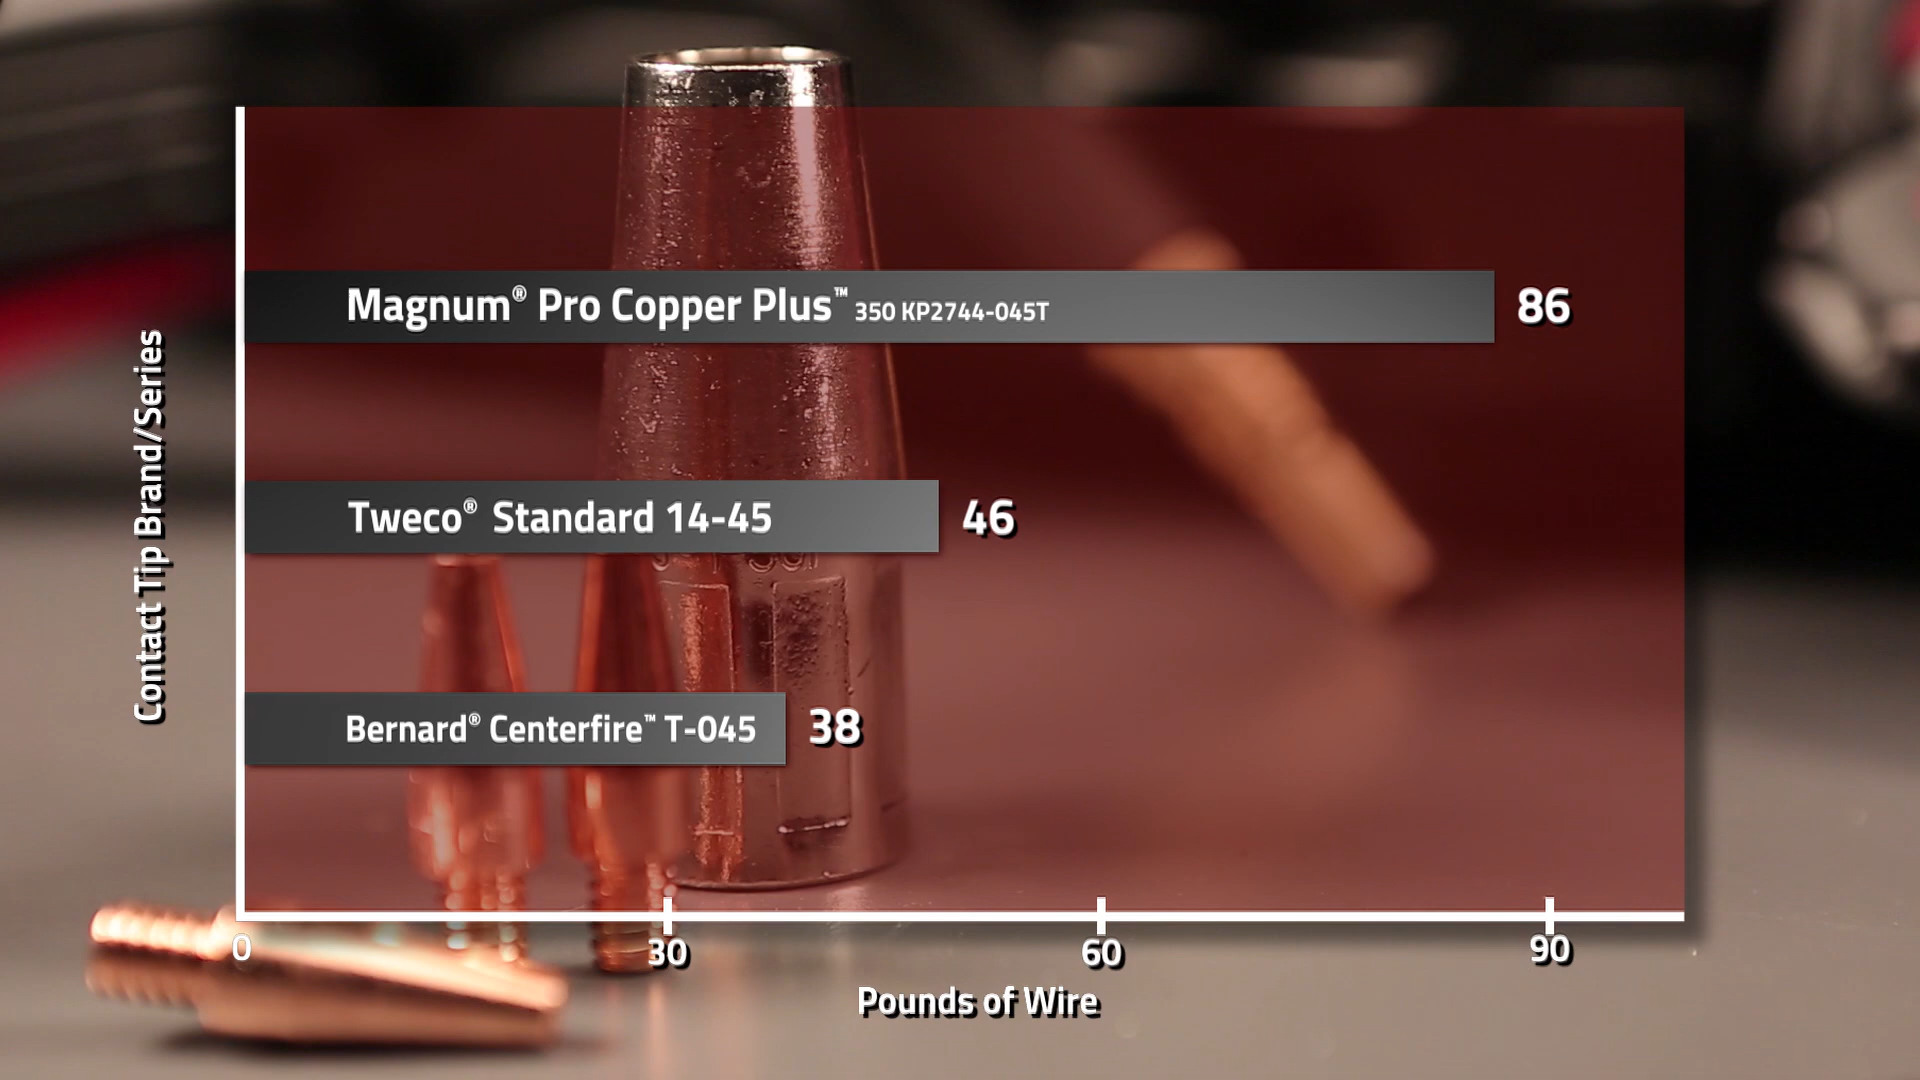 Magnum® Pro Copper Plus™ 350 KP2744-045T
86
Tweco® Standard 14-45
46
Bernard® Centerfire™ T-045
38
Contact Tip Brand/Series
0
30
60
90
Pounds of Wire